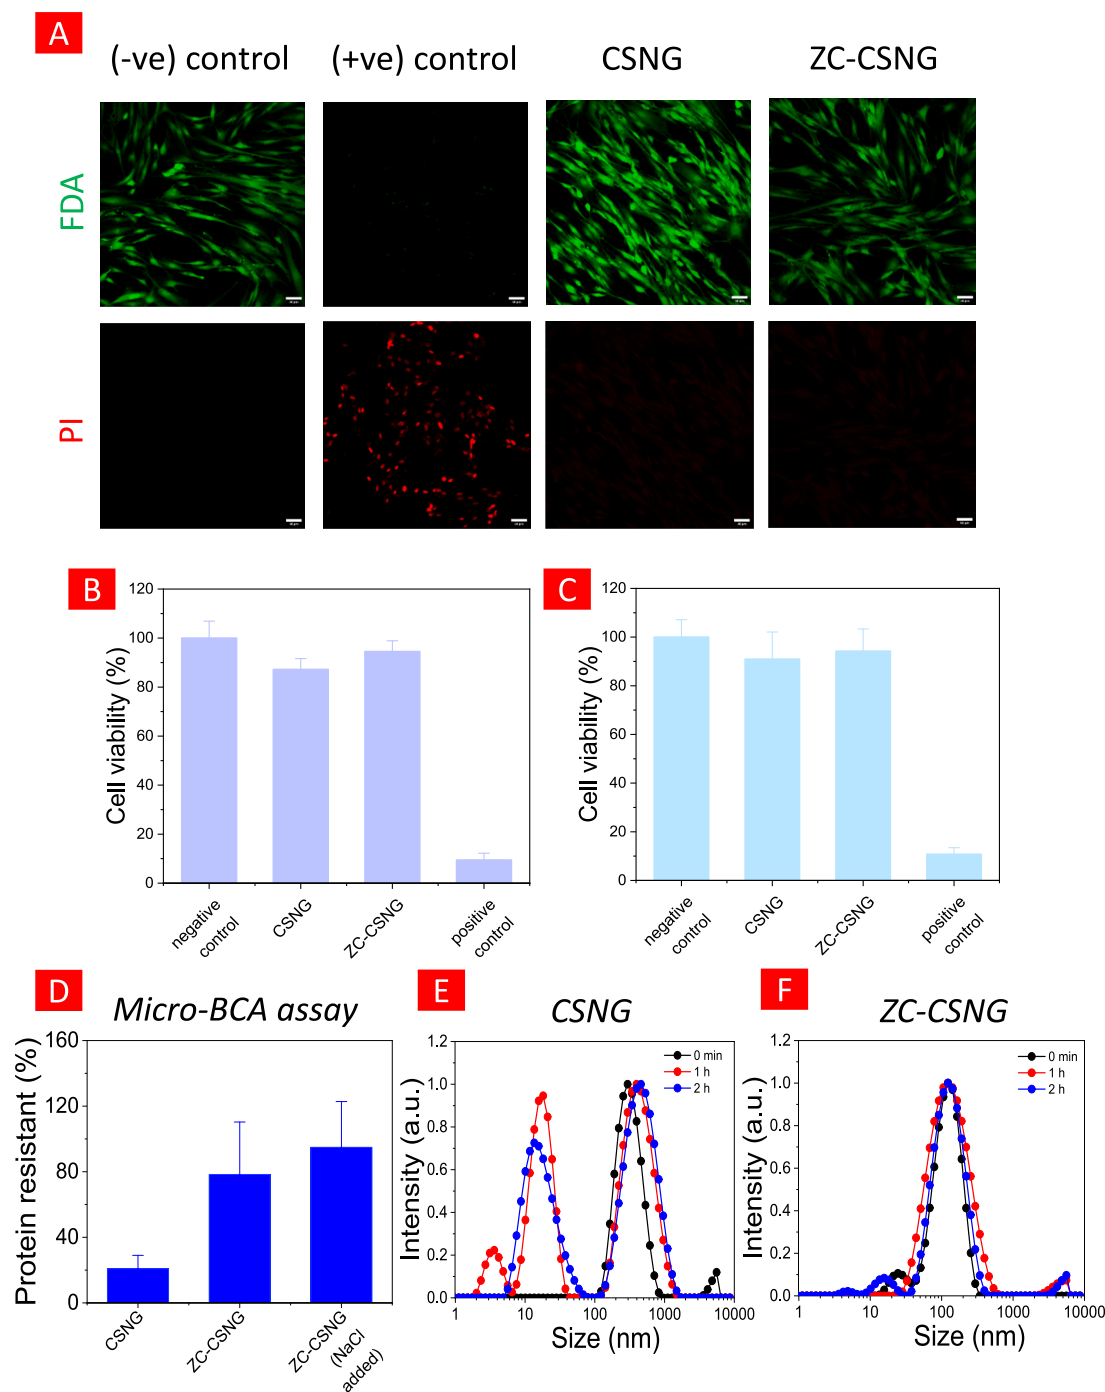 A
(-ve) control (+ve) control CSNG ZC-CSNG
FDA
PI
B
Cell viability (%)
120
100
80
60
40
20
0
negative control
CSNG
ZC-CSNG
positive control
C
Cell viability (%)
120
100
80
60
40
20
0
negative control
CSNG
ZC-CSNG
positive control
D
Micro-BCA assay
Protein resistant (%)
160
120
80
40
0
CSNG
ZC-CSNG
ZC-CSNG
(NaCl
added)
E
CSNG
Intensity (a.u.)
1.2
1.0
0.8
0.6
0.4
0.2
0.0
0 min
1 h
2 h
1 10 100 1000 10000
Size (nm)
F
ZC-CSNG
Intensity (a.u.)
1.2
1.0
0.8
0.6
0.4
0.2
0.0
0 min
1 h
2 h
1 10 100 1000 10000
Size (nm)